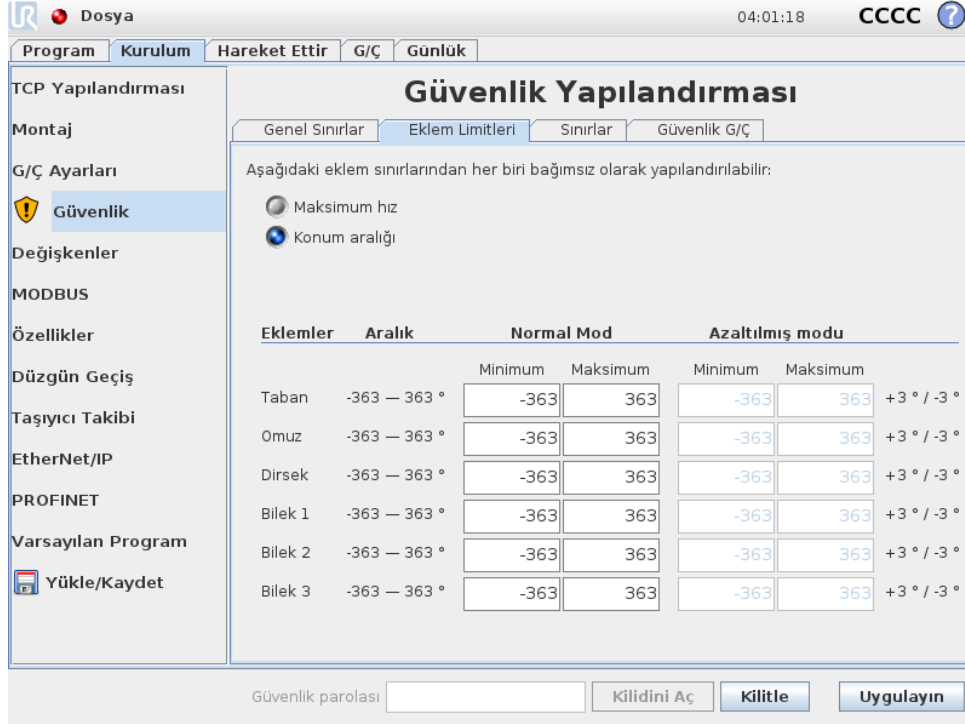 UR Dosya 04:01:18 CCCC ?
Program Kurulum Hareket Ettir G/Ç Günlük
TCP Yapılandırması
Montaj
G/Ç Ayarları
Güvenlik
Değişkenler
MODBUS
Özellikler
Düzgün Geçiş
Taşıyıcı Takibi
EtherNet/IP
PROFINET
Varsayılan Program
Yükle/Kaydet
Güvenlik Yapılandırması
Genel Sınırlar Eklem Limitleri Sınırlar Güvenlik G/Ç
Aşağıdaki eklem sınırlarından her biri bağımsız olarak yapılandırılabilir:
Maksimum hız
Konum aralığı
Eklemler Aralık Normal Mod Azaltılmış modu
Minimum Maksimum Minimum Maksimum
Taban -363 — 363 ° -363 363 -363 363 +3 ° / -3 °
Omuz -363 — 363 ° -363 363 -363 363 +3 ° / -3 °
Dirsek -363 — 363 ° -363 363 -363 363 +3 ° / -3 °
Bilek 1 -363 — 363 ° -363 363 -363 363 +3 ° / -3 °
Bilek 2 -363 — 363 ° -363 363 -363 363 +3 ° / -3 °
Bilek 3 -363 — 363 ° -363 363 -363 363 +3 ° / -3 °
Güvenlik parolası Kilidini Aç Kilitle Uygulayın